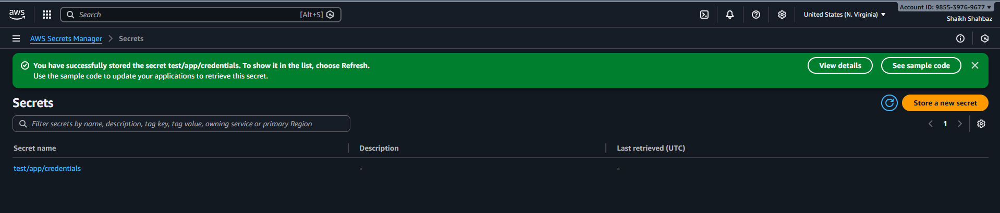 aws
Search [Alt+S]
United States (N. Virginia)
Account ID: 9855-3976-9677
Shaikh Shahbaz
AWS Secrets Manager
Secrets
You have successfully stored the secret test/app/credentials. To show it in the list, choose Refresh.
Use the sample code to update your applications to retrieve this secret.
View details
See sample code
Secrets
Store a new secret
Filter secrets by name, description, tag key, tag value, owning service or primary Region
1
Secret name Description Last retrieved (UTC)
test/app/credentials - -